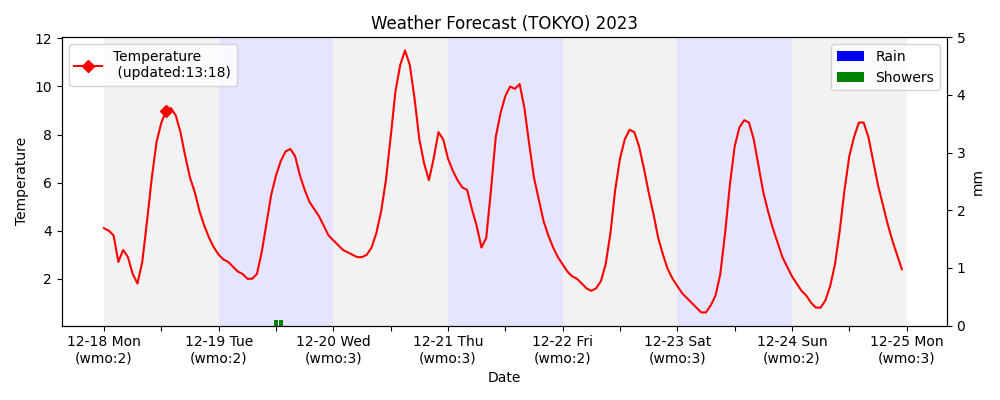 Weather Forecast (TOKYO) 2023
Temperature
(updated:13:18)
Rain
Showers
12
10
8
6
4
2
Temperature
5
4
3
2
1
0
mm
12-18 Mon
(wmo:2)
12-19 Tue
(wmo:2)
12-20 Wed
(wmo:3)
12-21 Thu
(wmo:3)
12-22 Fri
(wmo:2)
12-23 Sat
(wmo:3)
12-24 Sun
(wmo:2)
12-25 Mon
(wmo:3)
Date